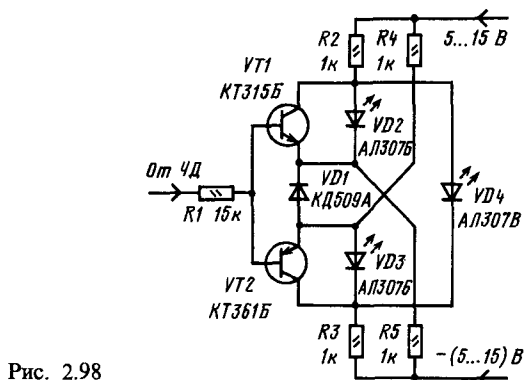 R2 R4 5...15 В
1к 1к
VT1
КТ315Б
VD2
АЛ307Б
От ЧД
VD1
КД509А
VD4
АЛ307В
R1 15к
VD3
АЛ307Б
VT2
КТ361Б
R3 R5 -(5...15) В
1к 1к
Рис. 2.98